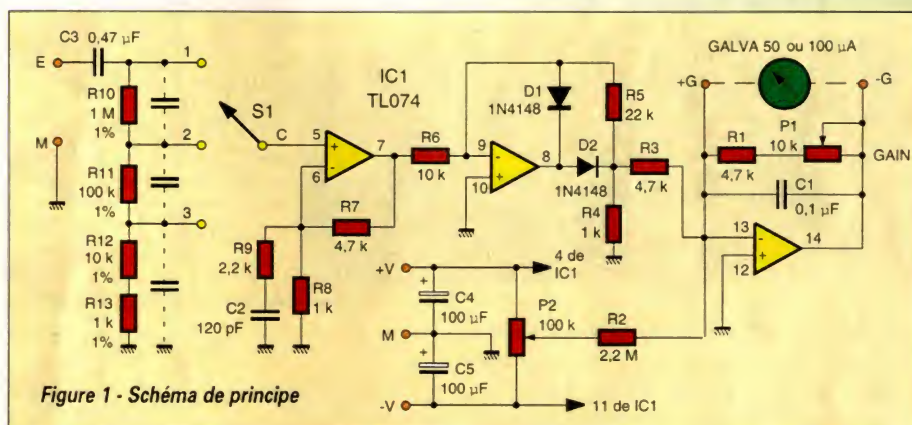 C3 0,47 µF
E
1
R10
1 M
1%
M
2
R11
100 k
1%
3
R12
10 k
1%
R13
1 k
1%
S1
C
IC1
TL074
5
+
6
-
7
R6
10 k
R9
2,2 k
C2
120 pF
R7
4,7 k
R8
1 k
9
-
10
+
8
D1
1N4148
D2
1N4148
R5
22 k
R3
4,7 k
R4
1 k
GALVA 50 ou 100 µA
+G
-G
R1
4,7 k
P1
10 k
GAIN
C1
0,1 µF
13
-
12
+
14
+V
+
C4
100 µF
M
+
C5
100 µF
-V
4 de
IC1
P2
100 k
R2
2,2 M
11 de IC1
Figure 1 - Schéma de principe